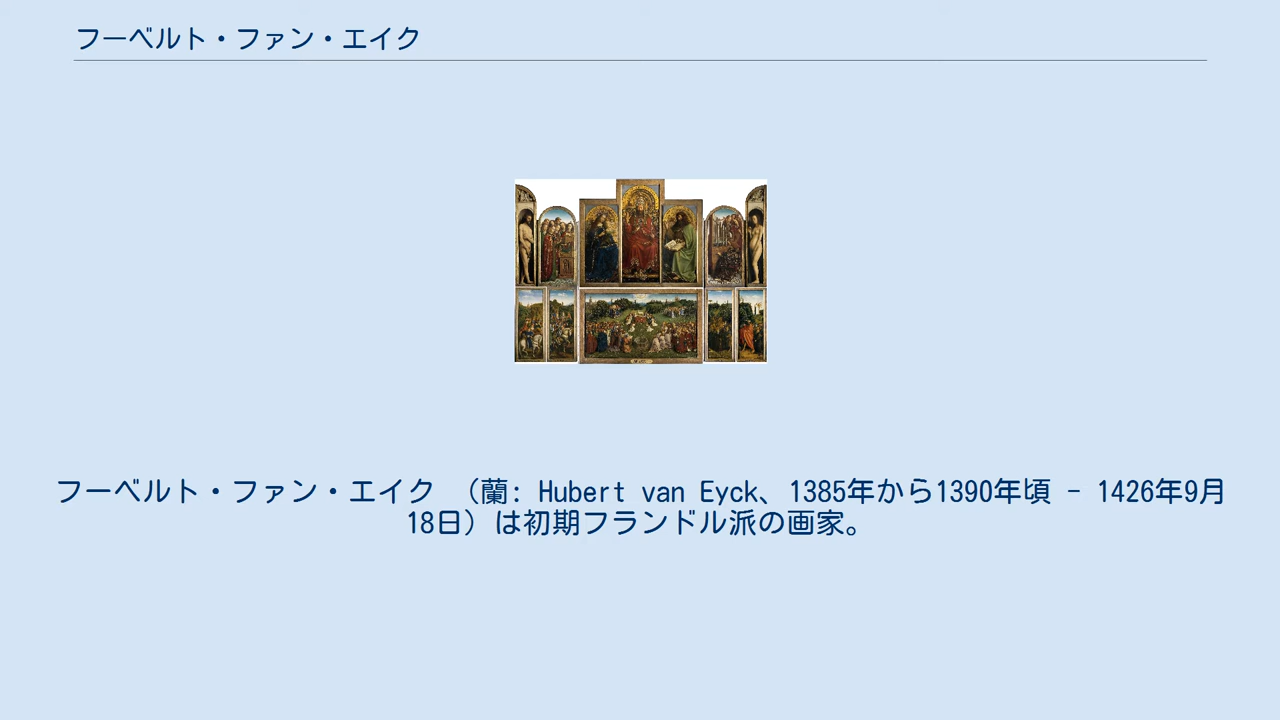 フーベルト・ファン・エイク
フーベルト・ファン・エイク （蘭: Hubert van Eyck、1385年から1390年頃 - 1426年9月
18日）は初期フランドル派の画家。